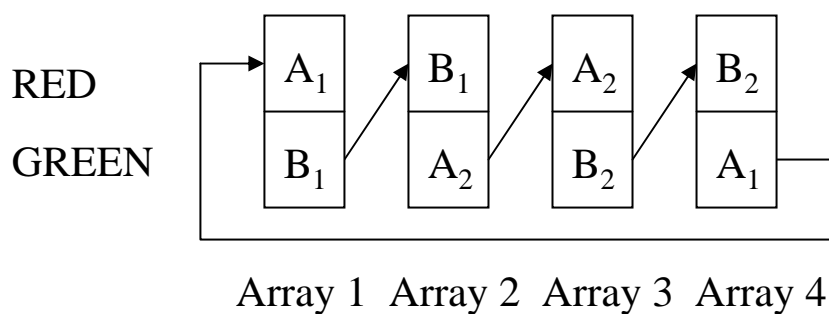 RED A₁ B₁ A₂ B₂
GREEN B₁ A₂ B₂ A₁
Array 1 Array 2 Array 3 Array 4